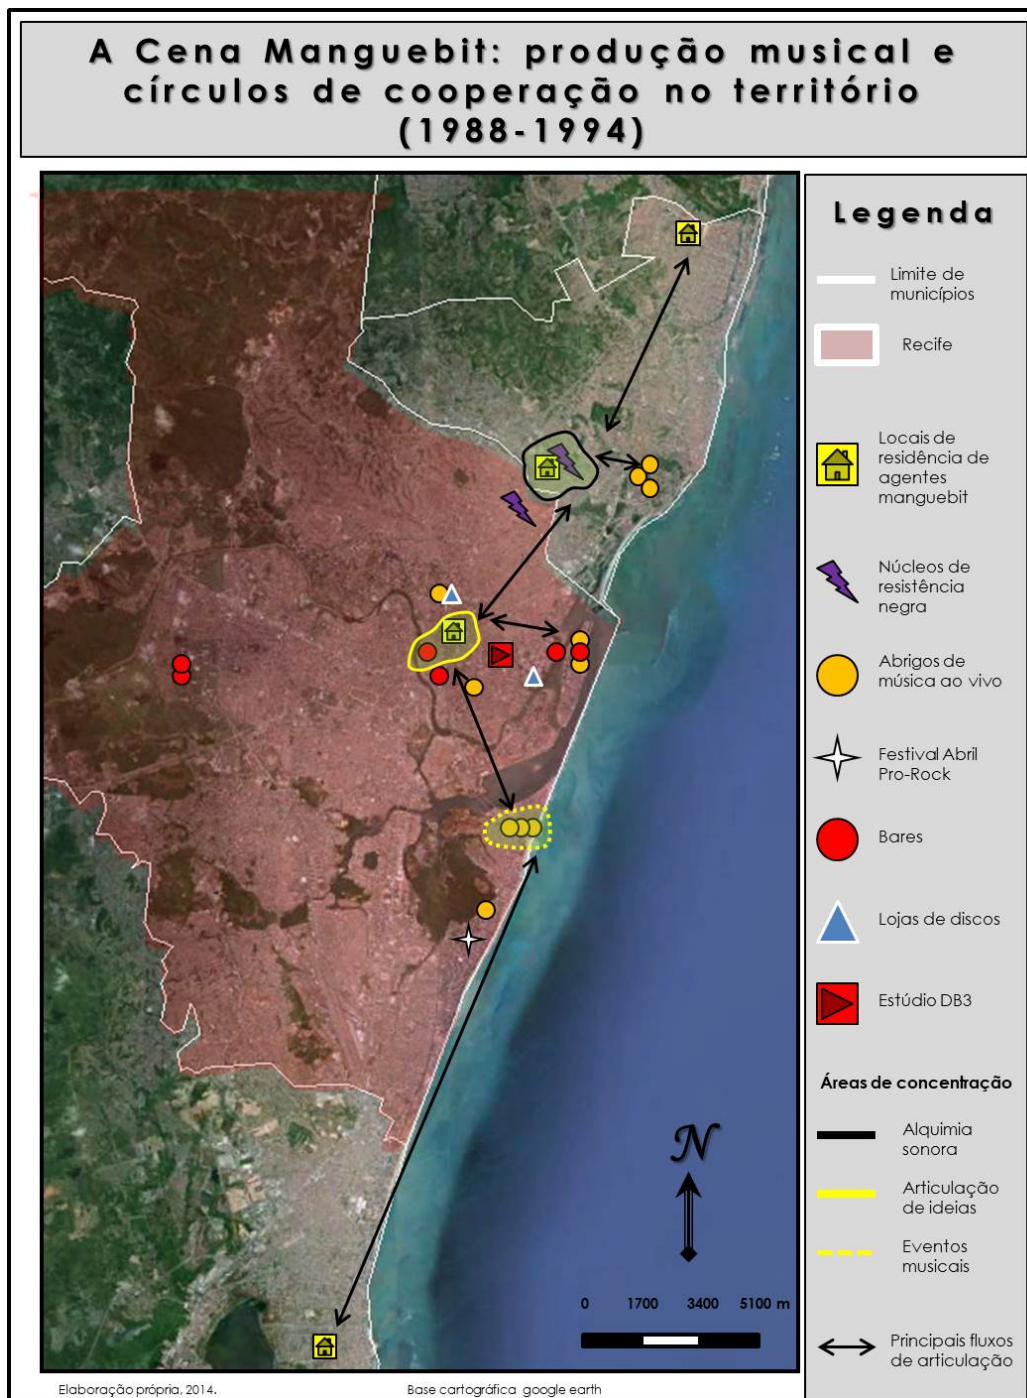 A Cena Manguebit: produção musical e
círculos de cooperação no território
(1988-1994)
Legenda
Limite de
municípios
Recife
Locais de
residência de
agentes
manguebit
Núcleos de
resistência
negra
Abrigos de
música ao vivo
Festival Abril
Pro-Rock
Bares
Lojas de discos
Estúdio DB3
Áreas de concentração
Alquimia
sonora
Articulação
de ideias
Eventos
musicais
Principais fluxos
de articulação
N
0 1700 3400 5100 m
Elaboração própria, 2014.
Base cartográfica google earth